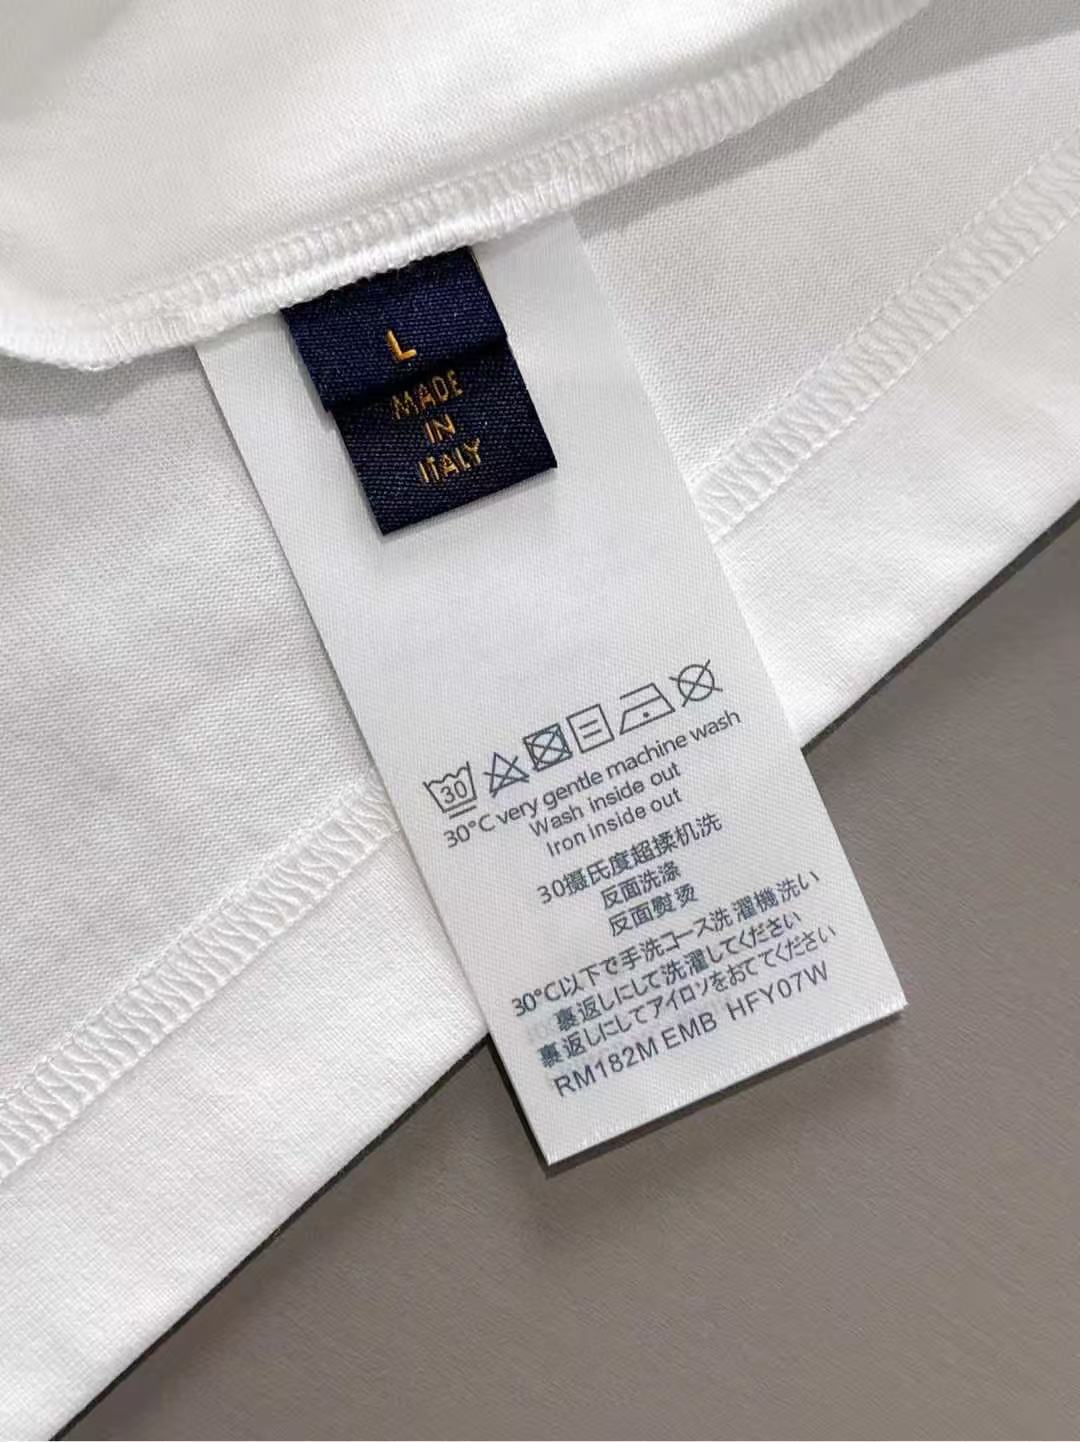 L
MADE
IN
ITALY
30
30°C very gentle machine wash
Wash inside out
Iron inside out
30摄氏度超揉机洗
反面洗涤
反面熨烫
30℃以下で手洗コース洗濯機洗い
裏返しにして洗濯してください
裏返しにしてアイロンをおててください
RM182M EMB HFY07W